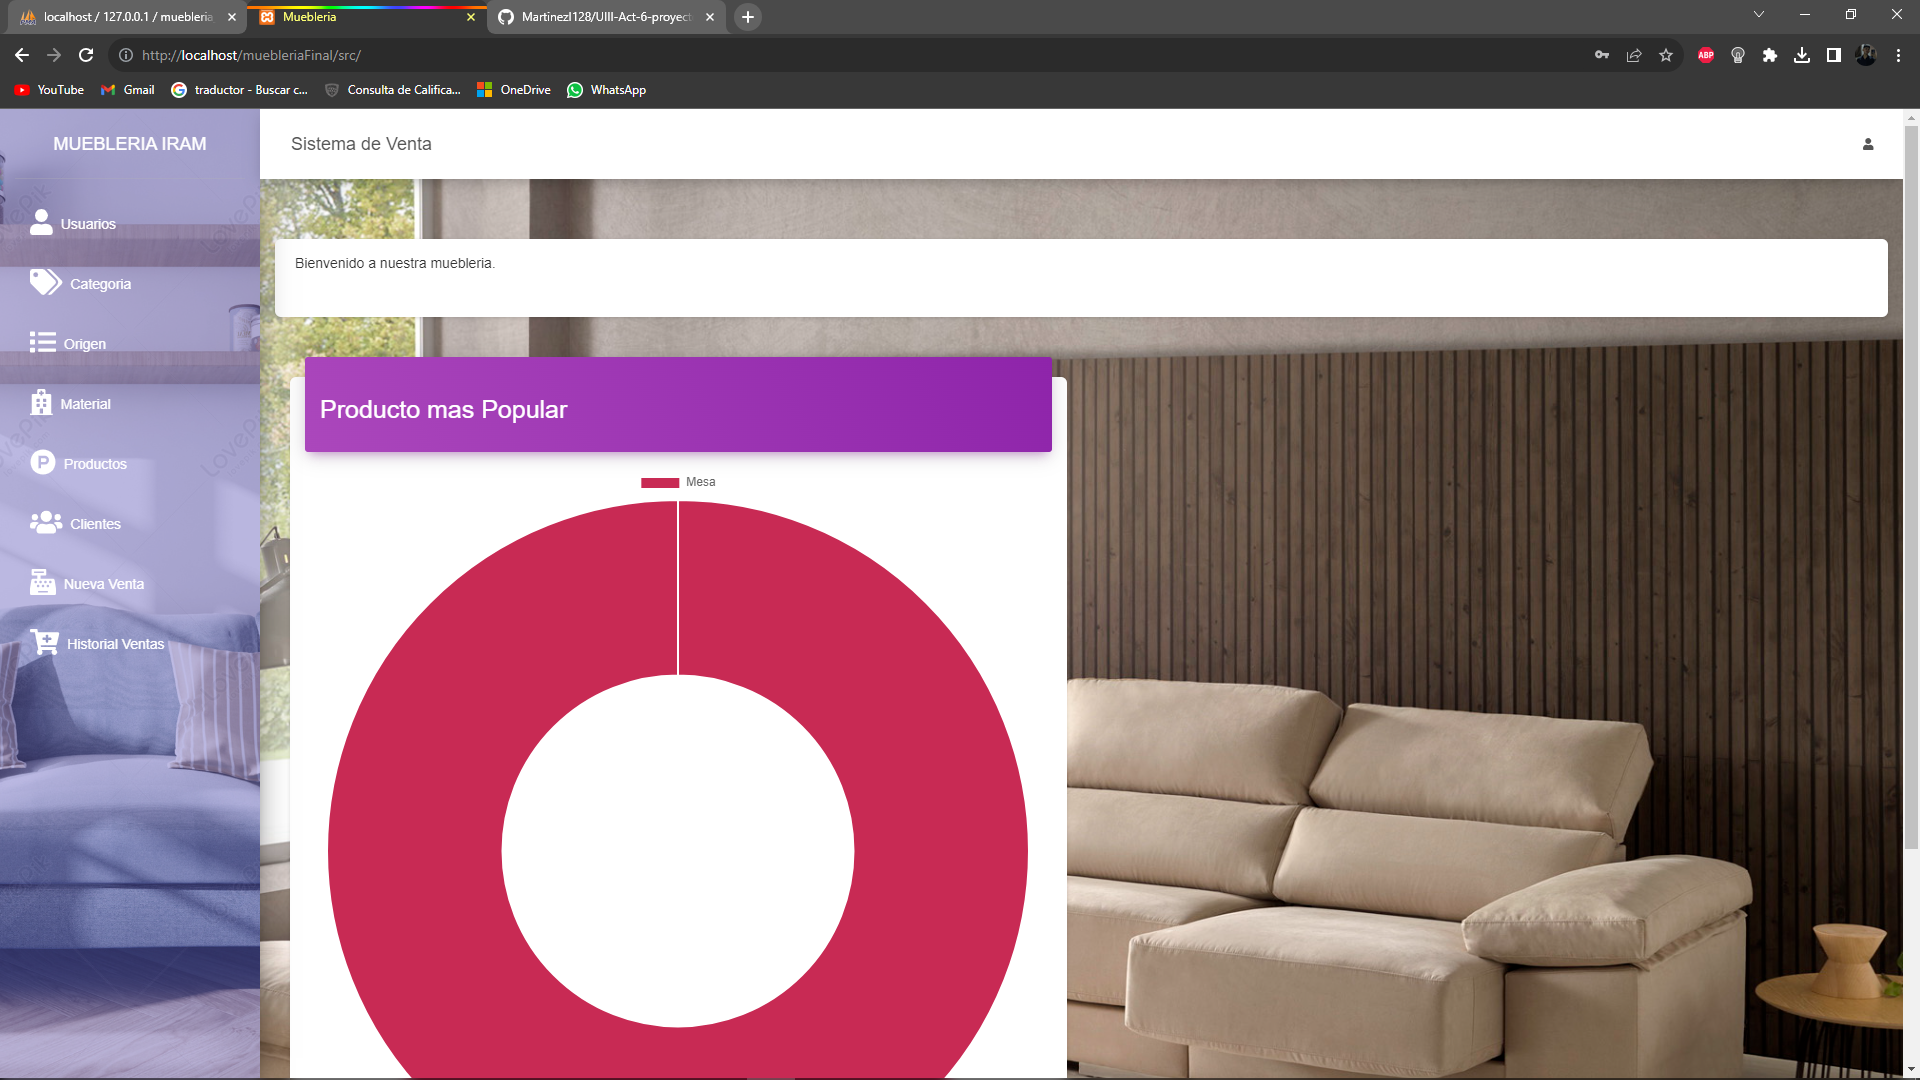 localhost / 127.0.0.1 / muebleria
Muebleria
MartinezI128/UIII-Act-6-proyect
http://localhost/muebleriaFinal/src/
ABP
YouTube
Gmail
traductor - Buscar c...
Consulta de Califica...
OneDrive
WhatsApp
MUEBLERIA IRAM
Sistema de Venta
Usuarios
Categoria
Origen
Material
Productos
Clientes
Nueva Venta
Historial Ventas
Bienvenido a nuestra muebleria.
Producto mas Popular
Mesa